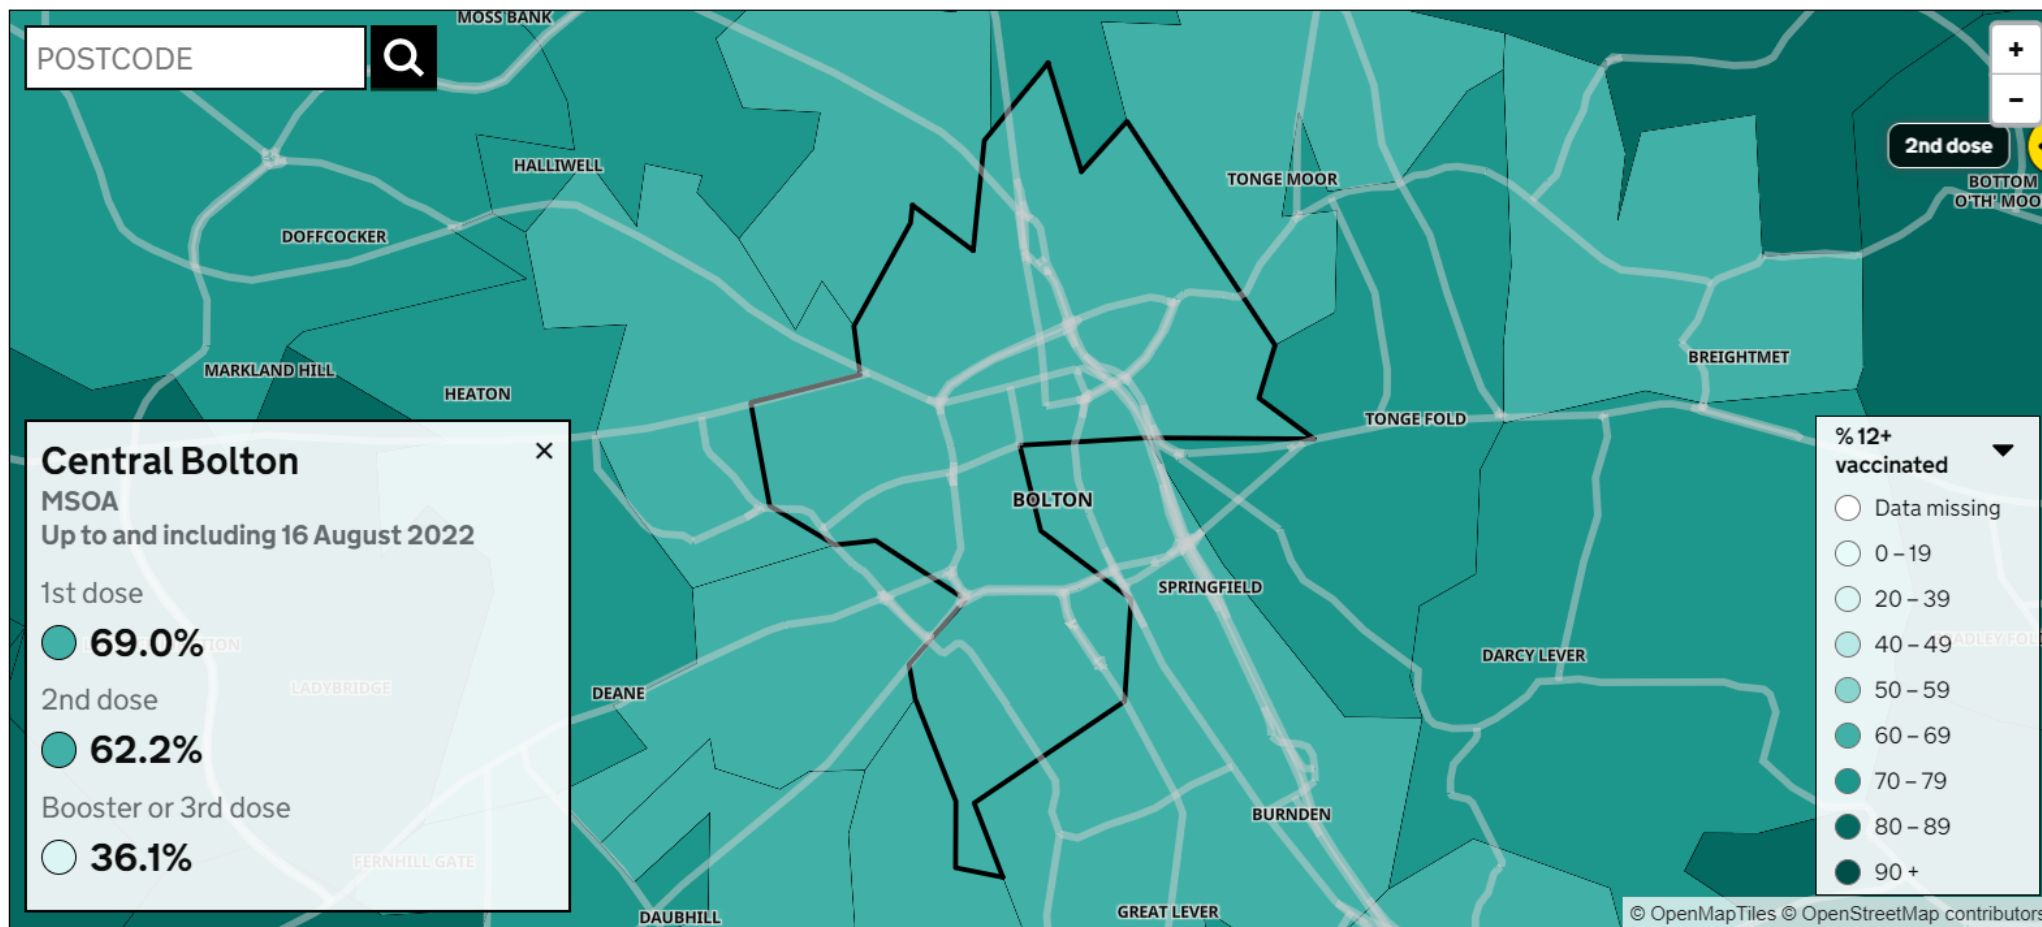 MOSS BANK
POSTCODE
+
−
2nd dose
HALLIWELL
TONGE MOOR
BOTTOM
O'TH' MOO
DOFFCOCKER
MARKLAND HILL
HEATON
BREIGHTMET
TONGE FOLD
BOLTON
SPRINGFIELD
DEANE
DARCY LEVER
BURNDEN
DAUBHILL
GREAT LEVER
Central Bolton
MSOA
Up to and including 16 August 2022
1st dose
69.0%
LADYBRIDGE
2nd dose
62.2%
Booster or 3rd dose
36.1%
FERNHILL GATE
% 12+
vaccinated
Data missing
0 – 19
20 – 39
40 – 49
50 – 59
60 – 69
70 – 79
80 – 89
90 +
© OpenMapTiles © OpenStreetMap contributors